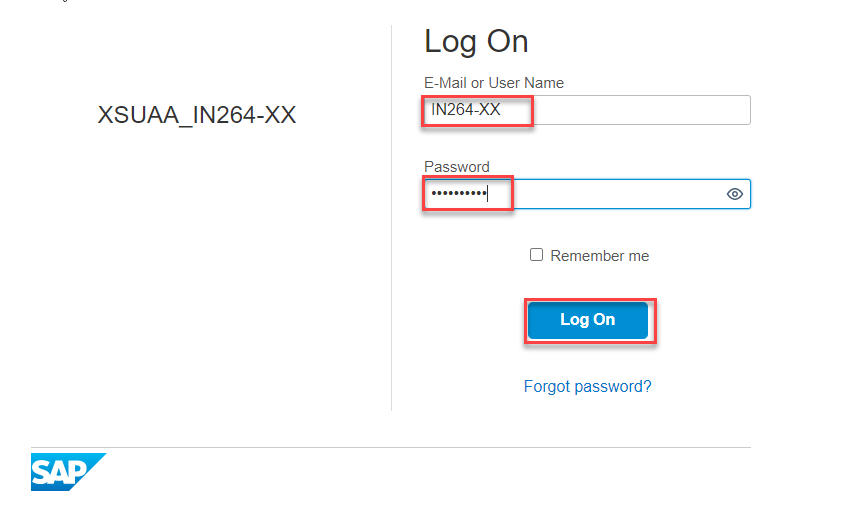 Log On
E-Mail or User Name
XSUAA_IN264-XX
IN264-XX
Password
••••••••••
Remember me
Log On
Forgot password?
SAP